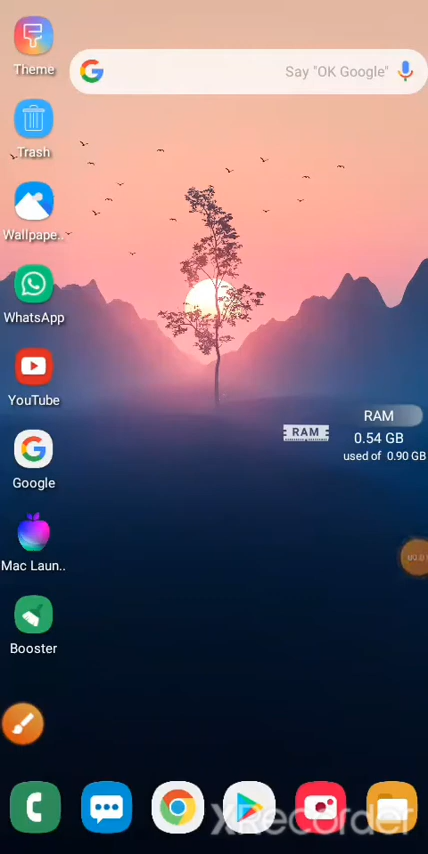 Theme
Say "OK Google"
Trash
Wallpape..
WhatsApp
YouTube
RAM
RAM
0.54 GB
used of 0.90 GB
Google
Mac Laun..
Booster
XRecorder